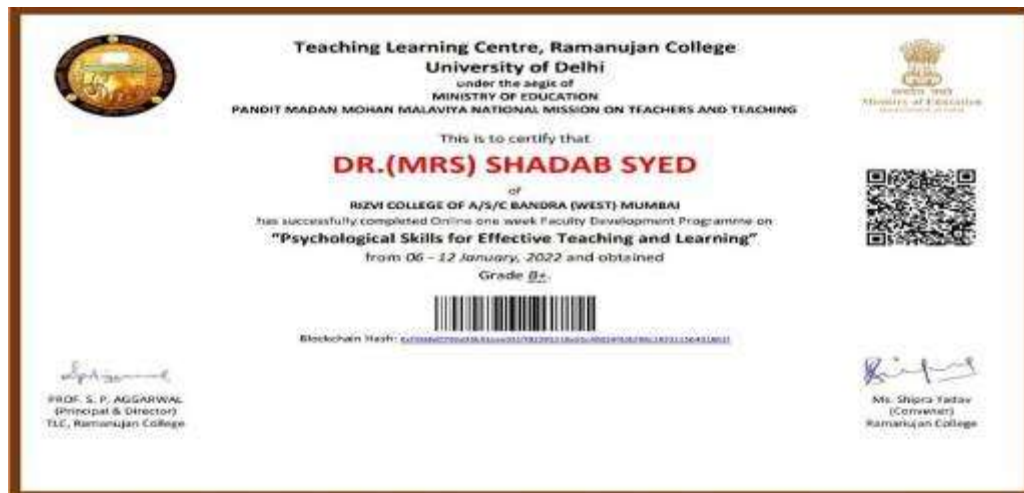 Teaching Learning Centre, Ramanujan College
University of Delhi
under the aegis of
MINISTRY OF EDUCATION
PANDIT MADAN MOHAN MALAVIYA NATIONAL MISSION ON TEACHERS AND TEACHING
Ministry of Education
This is to certify that
DR.(MRS) SHADAB SYED
of
RIZVI COLLEGE OF A/S/C BANDRA (WEST) MUMBAI
has successfully completed Online one week Faculty Development Programme on
"Psychological Skills for Effective Teaching and Learning"
from 06 - 12 January, 2022 and obtained
Grade B+.
Blockchain Hash:
PROF. S. P. AGGARWAL
(Principal & Director)
TLC, Ramanujan College
Ms. Shipra Yadav
(Convener)
Ramanujan College